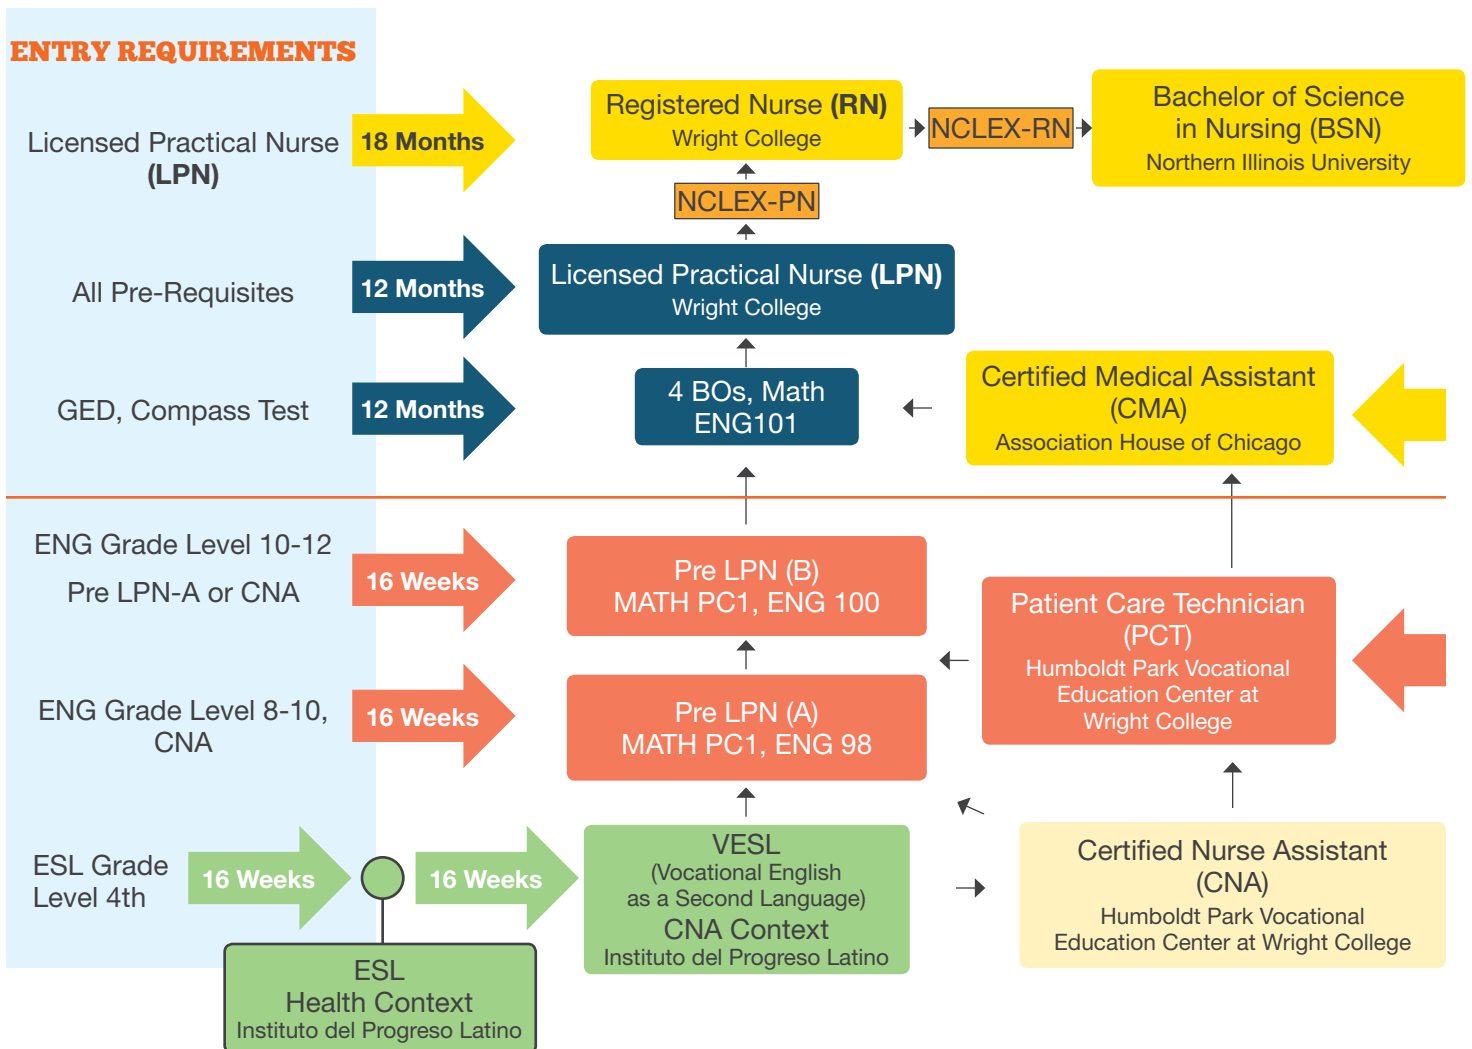 ENTRY REQUIREMENTS
Licensed Practical Nurse
(LPN)
18 Months
Registered Nurse (RN)
Wright College
NCLEX-RN
Bachelor of Science
in Nursing (BSN)
Northern Illinois University
NCLEX-PN
All Pre-Requisites
12 Months
Licensed Practical Nurse (LPN)
Wright College
GED, Compass Test
12 Months
4 BOs, Math
ENG101
Certified Medical Assistant
(CMA)
Association House of Chicago
ENG Grade Level 10-12
Pre LPN-A or CNA
16 Weeks
Pre LPN (B)
MATH PC1, ENG 100
Patient Care Technician
(PCT)
Humboldt Park Vocational
Education Center at
Wright College
ENG Grade Level 8-10,
CNA
16 Weeks
Pre LPN (A)
MATH PC1, ENG 98
ESL Grade
Level 4th
16 Weeks
16 Weeks
VESL
(Vocational English
as a Second Language)
CNA Context
Instituto del Progreso Latino
Certified Nurse Assistant
(CNA)
Humboldt Park Vocational
Education Center at Wright College
ESL
Health Context
Instituto del Progreso Latino